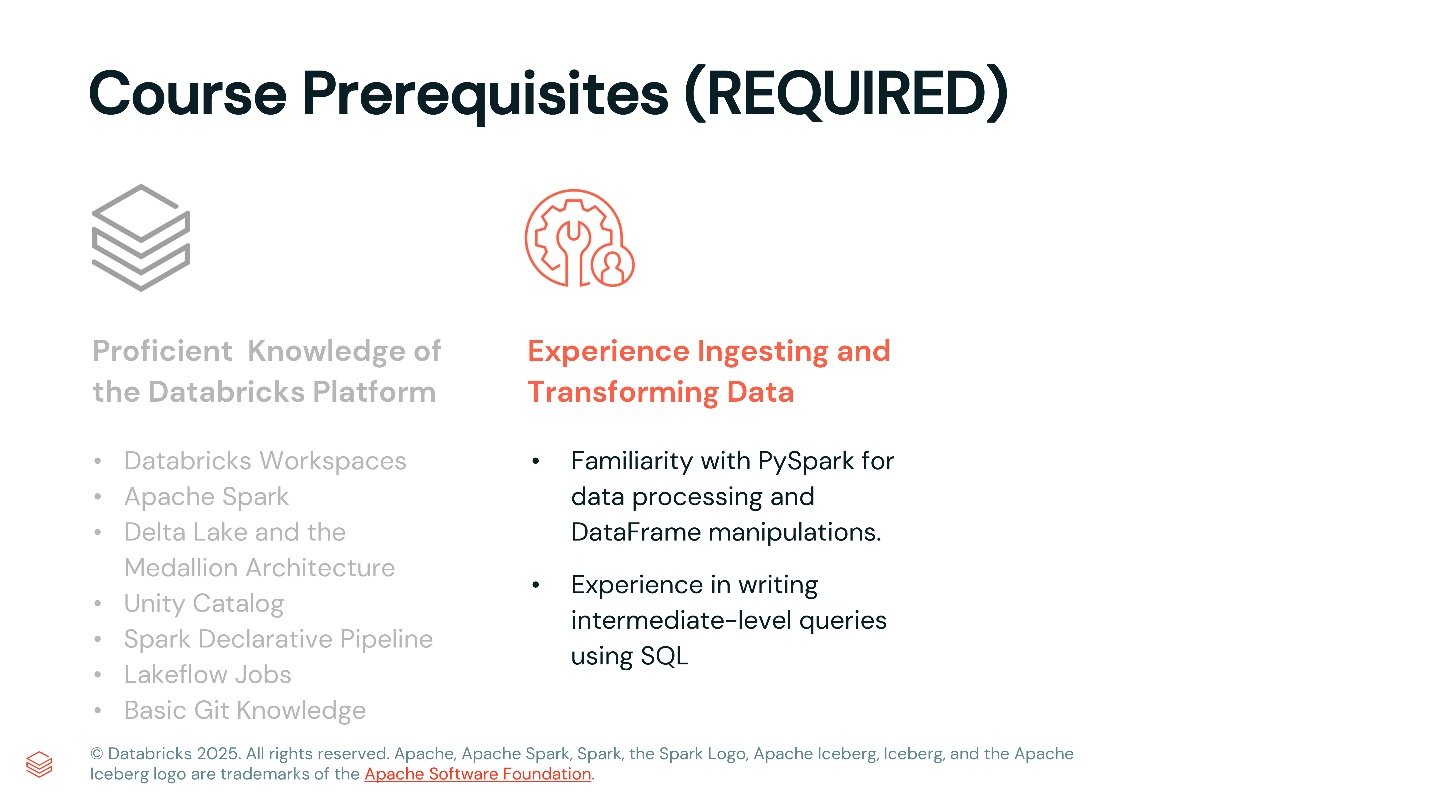 Course Prerequisites (REQUIRED)
Proficient  Knowledge of
the Databricks Platform
• Databricks Workspaces
• Apache Spark
• Delta Lake and the
Medallion Architecture
• Unity Catalog
• Spark Declarative Pipeline
• Lakeflow Jobs
• Basic Git Knowledge
Experience Ingesting and
Transforming Data
• Familiarity with PySpark for
data processing and
DataFrame manipulations.
• Experience in writing
intermediate-level queries
using SQL
© Databricks 2025. All rights reserved. Apache, Apache Spark, Spark, the Spark Logo, Apache Iceberg, Iceberg, and the Apache
Iceberg logo are trademarks of the Apache Software Foundation.